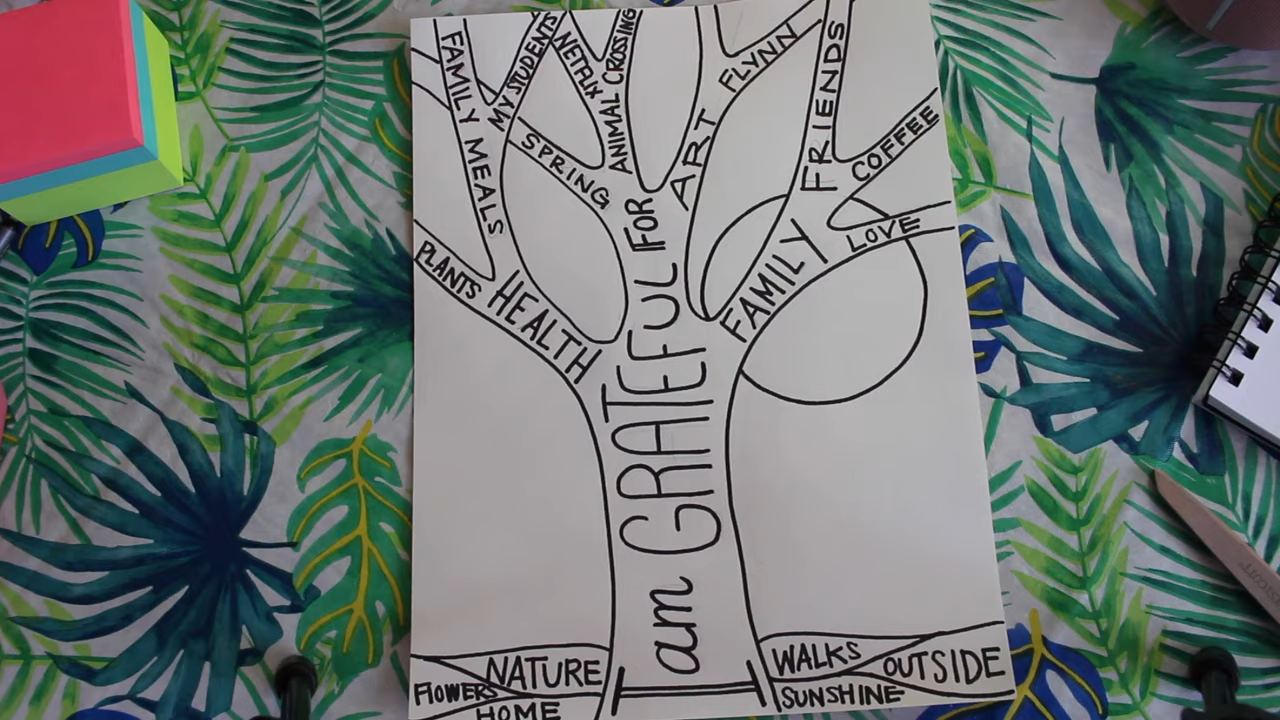 I am GRATEFUL FOR
PLANTS
HEALTH
FAMILY MEALS
MY STUDENTS
SPRING
NETFLIX
ANIMAL CROSSING
ART
FLYNN
FAMILY
FRIENDS
COFFEE
LOVE
NATURE
FLOWERS
HOME
WALKS
OUTSIDE
SUNSHINE